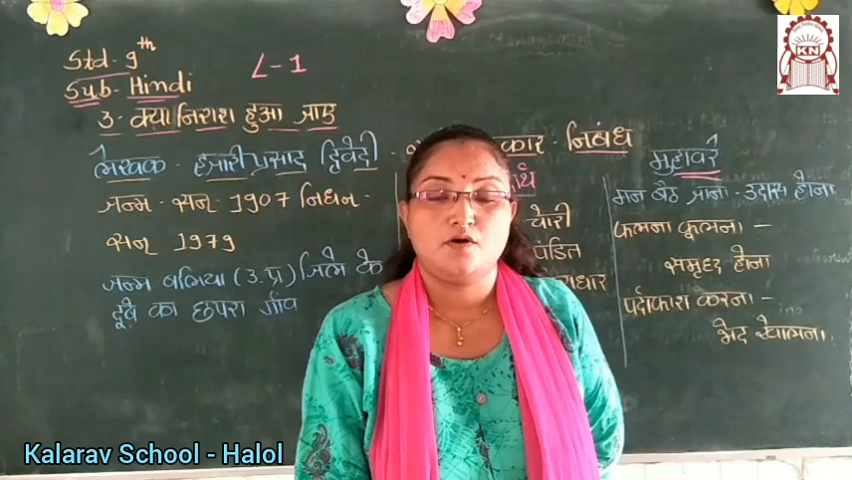 Std - 9th
Sub - Hindi
L-1
3 - क्या निराश हुआ जाए
लेखक - हजारी प्रसाद द्विवेदी -
कार - निबंध
जन्म - सन् - 1907 निधन -
सन् 1979
जन्म बलिया (उ.प्र) जिले के
दूबे का छपरा गाँव
चोरी
पंडित
मुहावरे
मन बैठ जाना - उदास होना
फलना फूलना -
समृद्ध होना
पर्दाफाश करना -
भेद खोलना
KN
Kalarav School - Halol